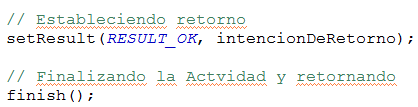 // Estableciendo retorno
setResult(RESULT_OK, intencionDeRetorno);
// Finalizando la Actvidad y retornando
finish();